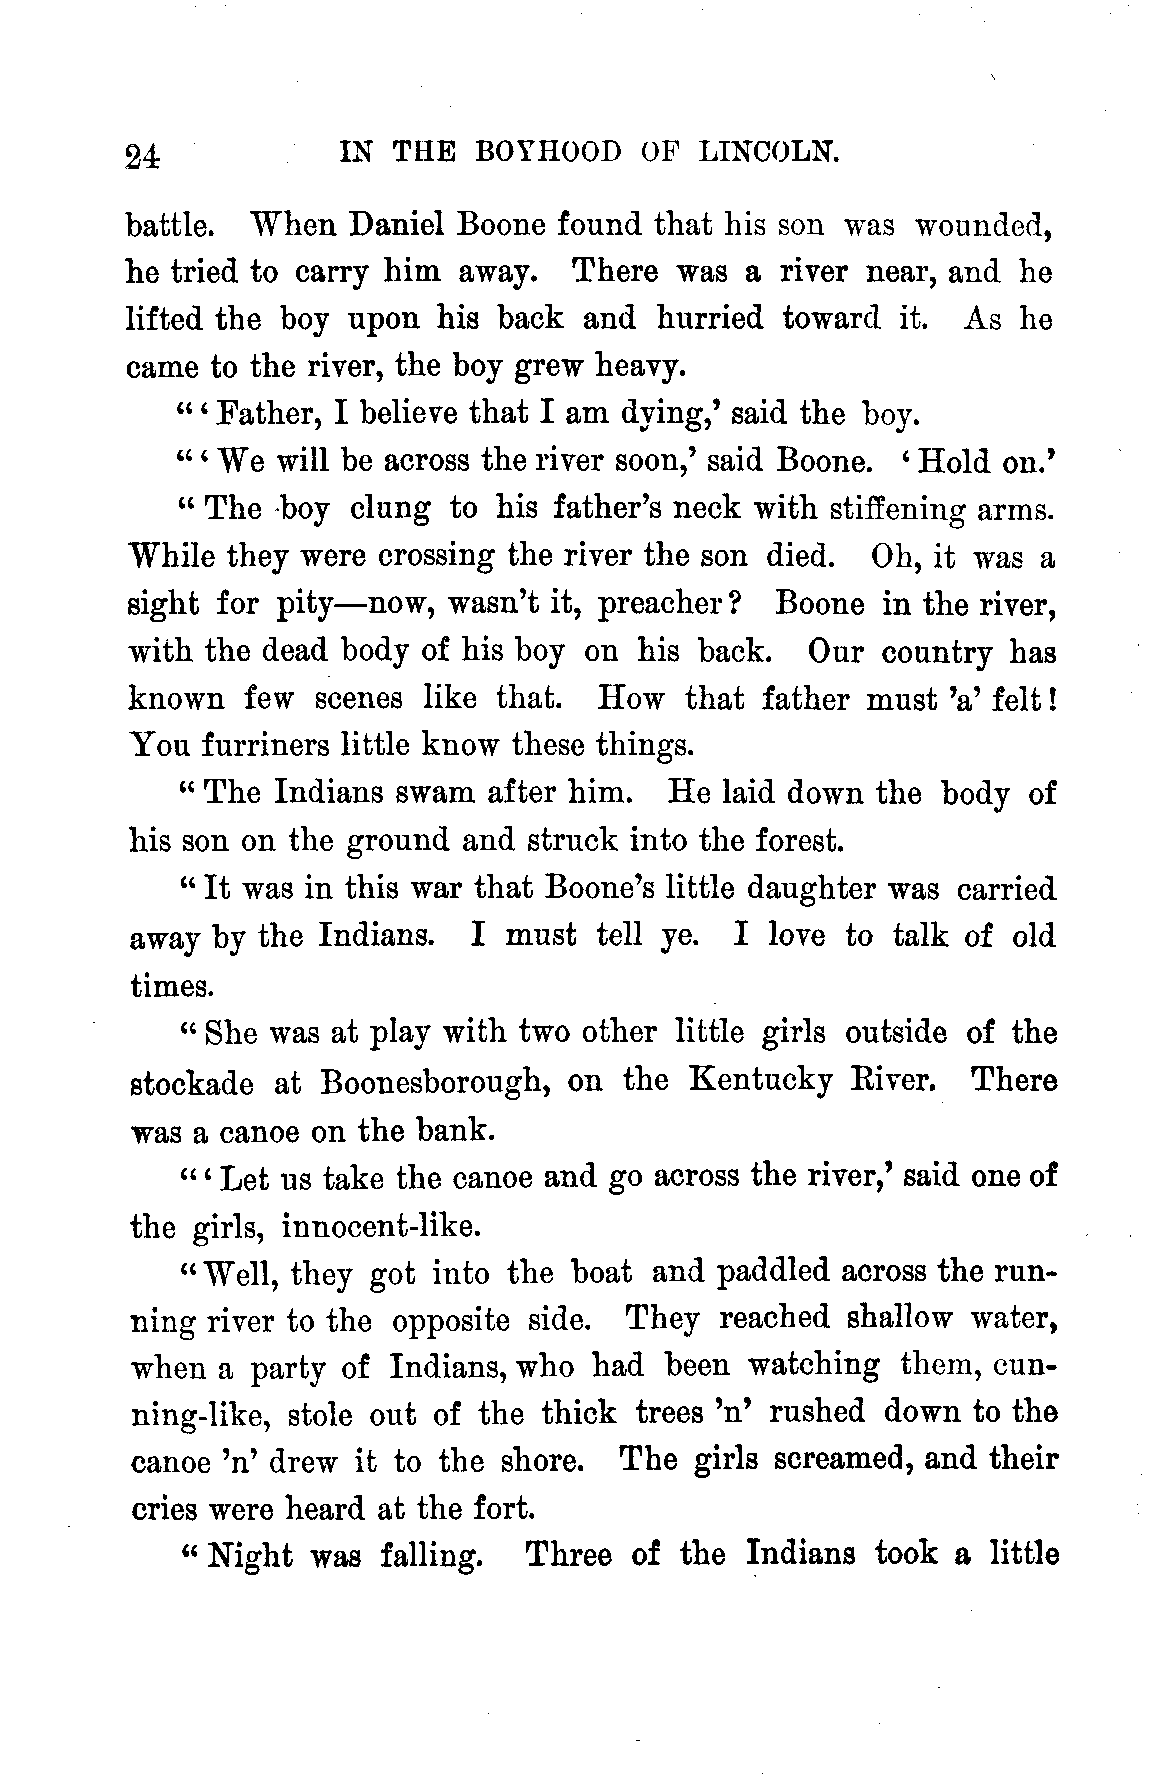 24 IN THE BOYHOOD OF LINCOLN.
battle. When Daniel Boone found that his son was wounded,
he tried to carry him away. There was a river near, and he
lifted the boy upon his back and hurried toward it. As he
came to the river, the boy grew heavy.
“‘Father, I believe that I am dying,’ said the boy.
“‘We will be across the river soon,’ said Boone. ‘Hold on.’
“The boy clung to his father’s neck with stiffening arms.
While they were crossing the river the son died. Oh, it was a
sight for pity—now, wasn’t it, preacher? Boone in the river,
with the dead body of his boy on his back. Our country has
known few scenes like that. How that father must ’a’ felt!
You furriners little know these things.
“The Indians swam after him. He laid down the body of
his son on the ground and struck into the forest.
“It was in this war that Boone’s little daughter was carried
away by the Indians. I must tell ye. I love to talk of old
times.
“She was at play with two other little girls outside of the
stockade at Boonesborough, on the Kentucky River. There
was a canoe on the bank.
“‘Let us take the canoe and go across the river,’ said one of
the girls, innocent-like.
“Well, they got into the boat and paddled across the run-
ning river to the opposite side. They reached shallow water,
when a party of Indians, who had been watching them, cun-
ning-like, stole out of the thick trees ’n’ rushed down to the
canoe ’n’ drew it to the shore. The girls screamed, and their
cries were heard at the fort.
“Night was falling. Three of the Indians took a little